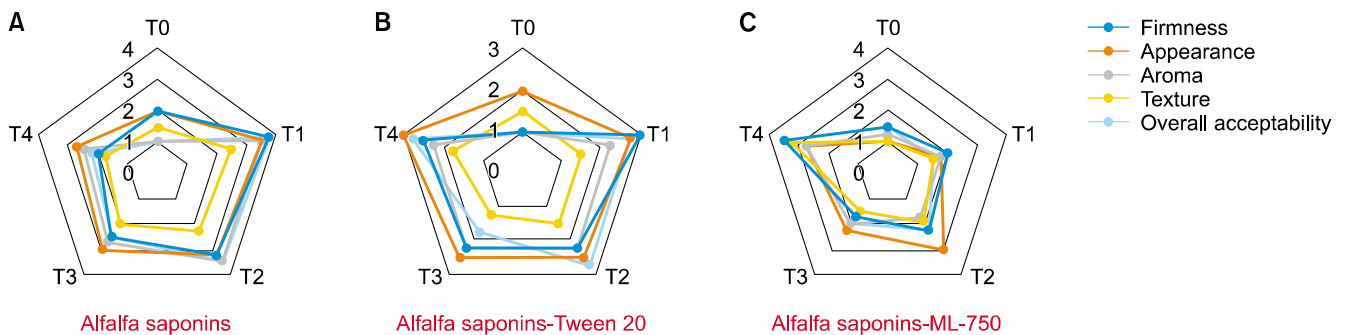 A
T0
4
3
2
1
0
T4
T1
T3
T2
Alfalfa saponins
B
T0
3
2
1
0
T4
T1
T3
T2
Alfalfa saponins-Tween 20
C
T0
4
3
2
1
0
T4
T1
T3
T2
Alfalfa saponins-ML-750
Firmness
Appearance
Aroma
Texture
Overall acceptability